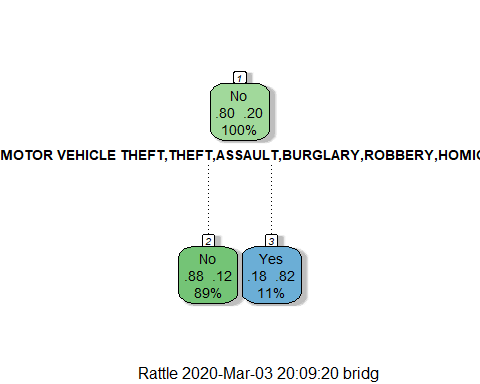 1
No
.80 .20
100%
MOTOR VEHICLE THEFT,THEFT,ASSAULT,BURGLARY,ROBBERY,HOMIC
2 3
No Yes
.88 .12 .18 .82
89% 11%
Rattle 2020-Mar-03 20:09:20 bridg